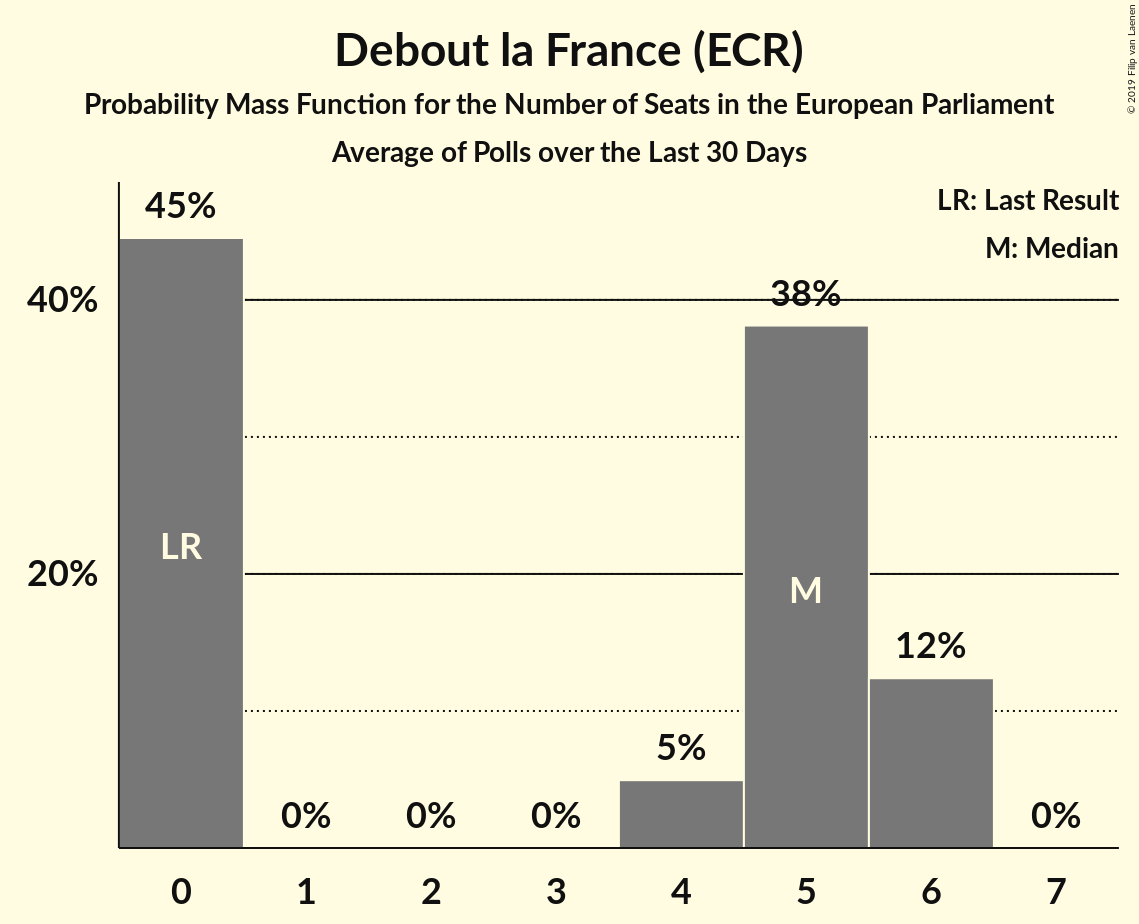 Debout la France (ECR)
Probability Mass Function for the Number of Seats in the European Parliament
Average of Polls over the Last 30 Days
© 2019 Filip van Laenen
LR: Last Result
M: Median
45%
40%
38%
LR
20%
M
12%
5%
0%
0%
0%
0%
0
1
2
3
4
5
6
7